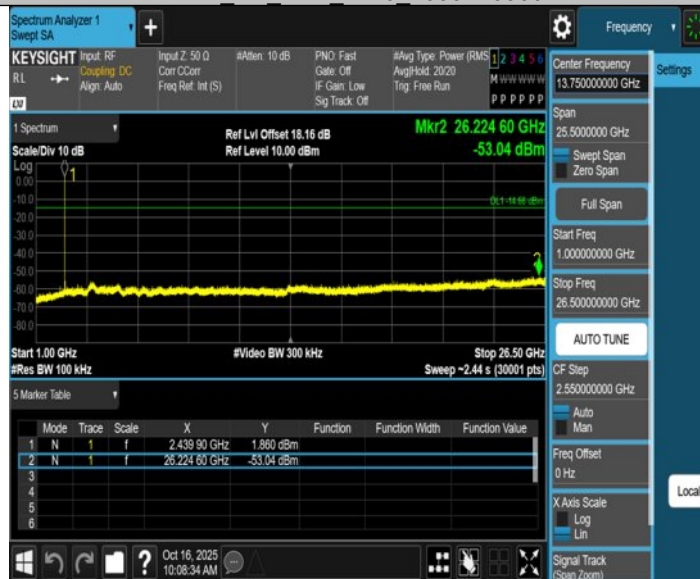 Spectrum Analyzer 1
Swept SA
+
Frequency
KEYSIGHT
RL
LXI
Input: RF
Coupling: DC
Align: Auto
Input Z: 50 Ω
Corr CCorr
Freq Ref: Int (S)
#Atten: 10 dB
PNO: Fast
Gate: Off
IF Gain: Low
Sig Track: Off
#Avg Type: Power (RMS
Avg|Hold: 20/20
Trig: Free Run
1 2 3 4 5 6
M W W W W W
P P P P P P
Center Frequency
13.750000000 GHz
Settings
1 Spectrum
Scale/Div 10 dB
Ref Lvl Offset 18.16 dB
Ref Level 10.00 dBm
Mkr2 26.224 60 GHz
-53.04 dBm
Span
25.5000000 GHz
Swept Span
Zero Span
Full Span
Start Freq
1.000000000 GHz
Stop Freq
26.500000000 GHz
AUTO TUNE
CF Step
2.550000000 GHz
Auto
Man
Freq Offset
0 Hz
X Axis Scale
Log
Lin
Signal Track
(Span Zoom)
Local
Log
1
0.00
-10.0
DL1 -14.66 dBm
-20.0
-30.0
-40.0
-50.0
-60.0
-70.0
-80.0
Start 1.00 GHz
#Video BW 300 kHz
Stop 26.50 GHz
#Res BW 100 kHz
Sweep ~2.44 s (30001 pts)
5 Marker Table
Mode Trace Scale X Y Function Function Width Function Value
1 N 1 f 2.439 90 GHz 1.860 dBm
2 N 1 f 26.224 60 GHz -53.04 dBm
3
4
5
6
?
Oct 16, 2025
10:08:34 AM